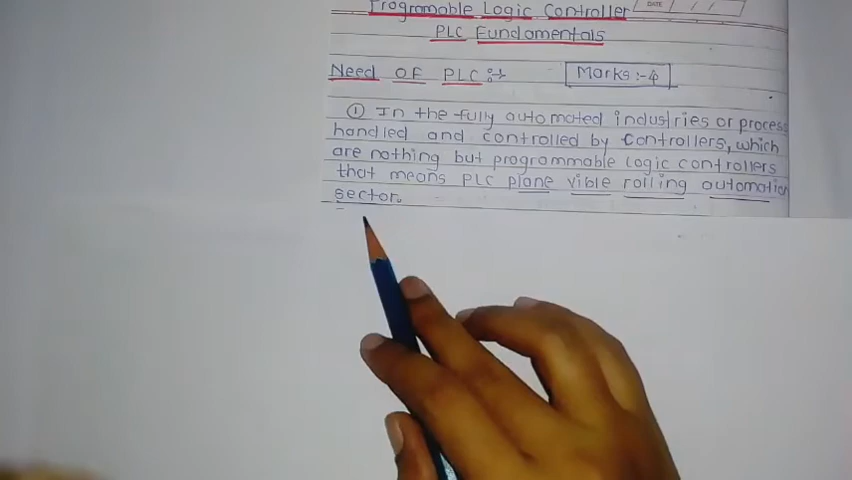 Programable Logic Controller
DATE / /
PLC Fundamentals
Need OF PLC :-
Marks :- 4
① In the fully automated industries or process
handled and controlled by controllers, which
are nothing but programmable Logic controllers
that means PLC plane vible rolling automation
sector.